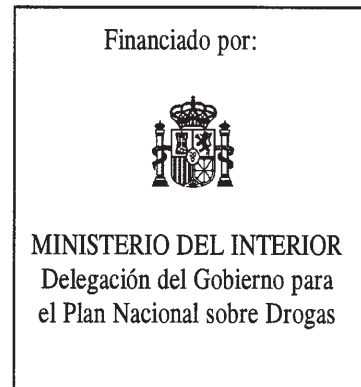 Financiado por:
MINISTERIO DEL INTERIOR
Delegación del Gobierno para
el Plan Nacional sobre Drogas